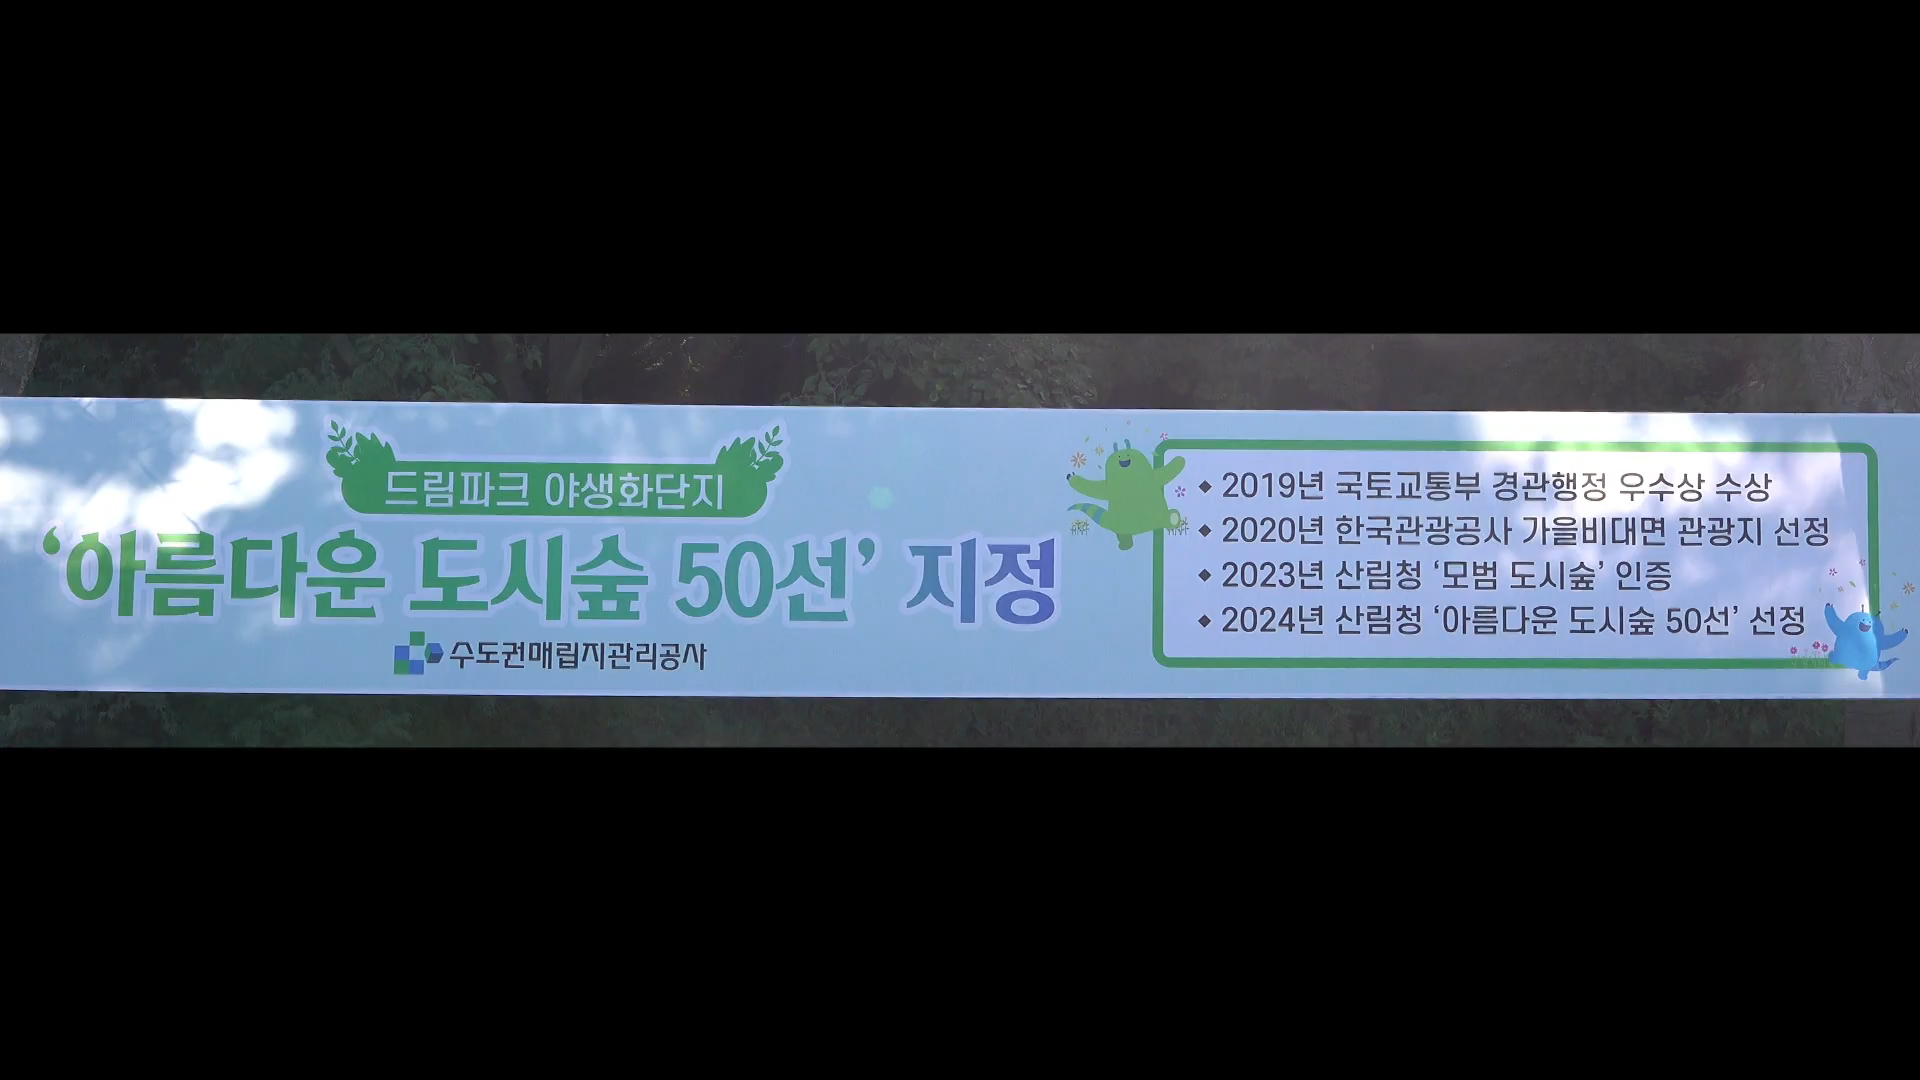 드림파크 야생화단지
‘아름다운 도시숲 50선’ 지정
수도권매립지관리공사
◆ 2019년 국토교통부 경관행정 우수상 수상
◆ 2020년 한국관광공사 가을비대면 관광지 선정
◆ 2023년 산림청 ‘모범 도시숲’ 인증
◆ 2024년 산림청 ‘아름다운 도시숲 50선’ 선정